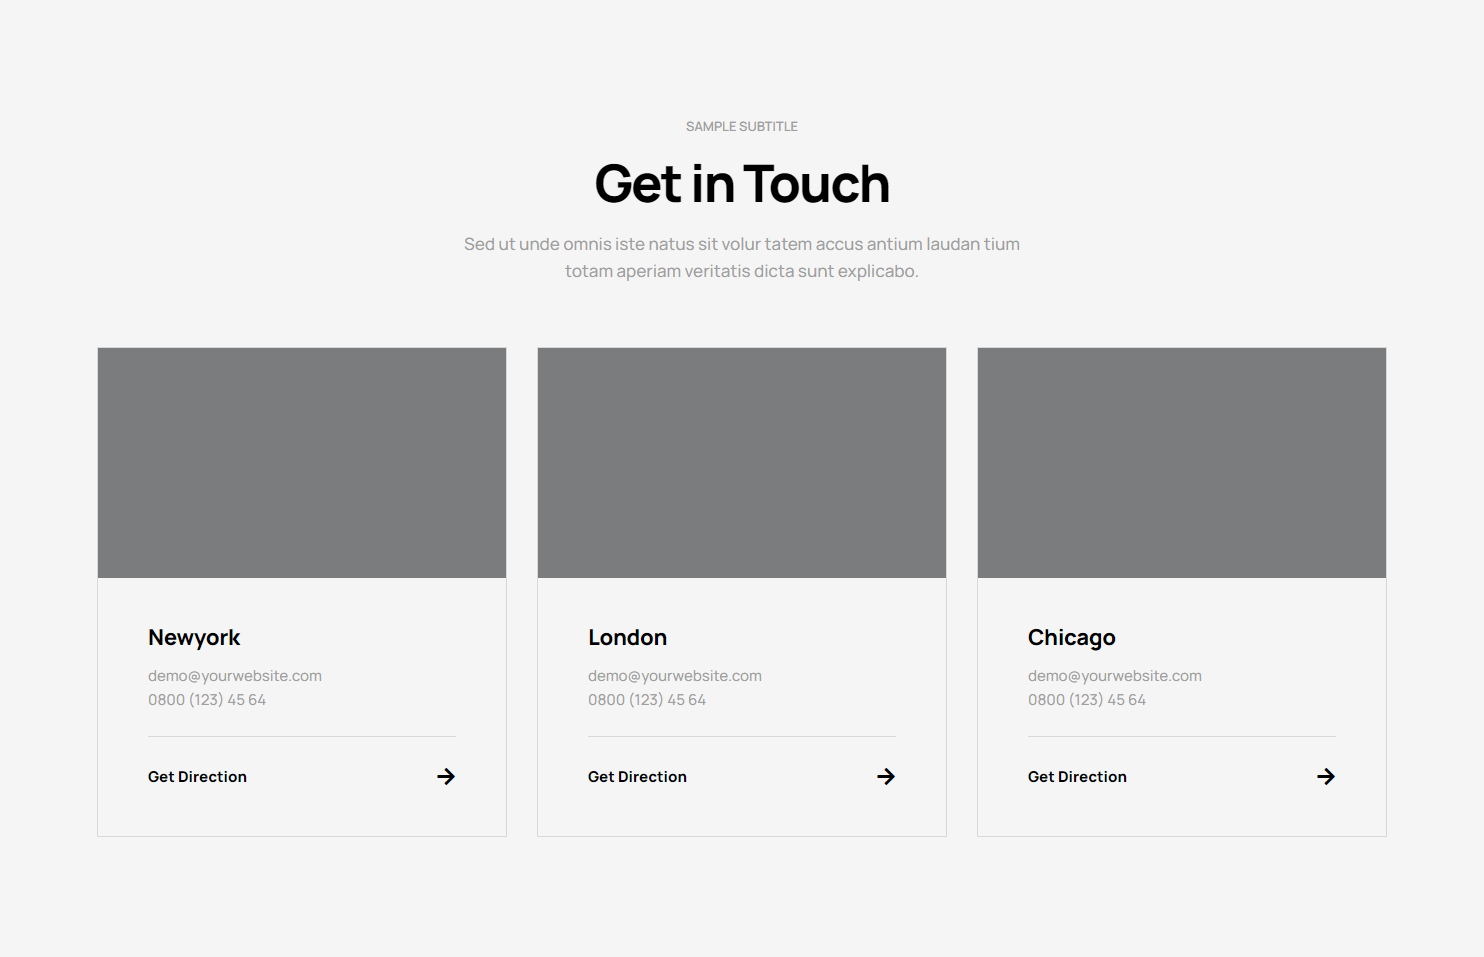 SAMPLE SUBTITLE
Get in Touch
Sed ut unde omnis iste natus sit volur tatem accus antium laudan tium
totam aperiam veritatis dicta sunt explicabo.
Newyork
demo@yourwebsite.com
0800 (123) 45 64
Get Direction
London
demo@yourwebsite.com
0800 (123) 45 64
Get Direction
Chicago
demo@yourwebsite.com
0800 (123) 45 64
Get Direction